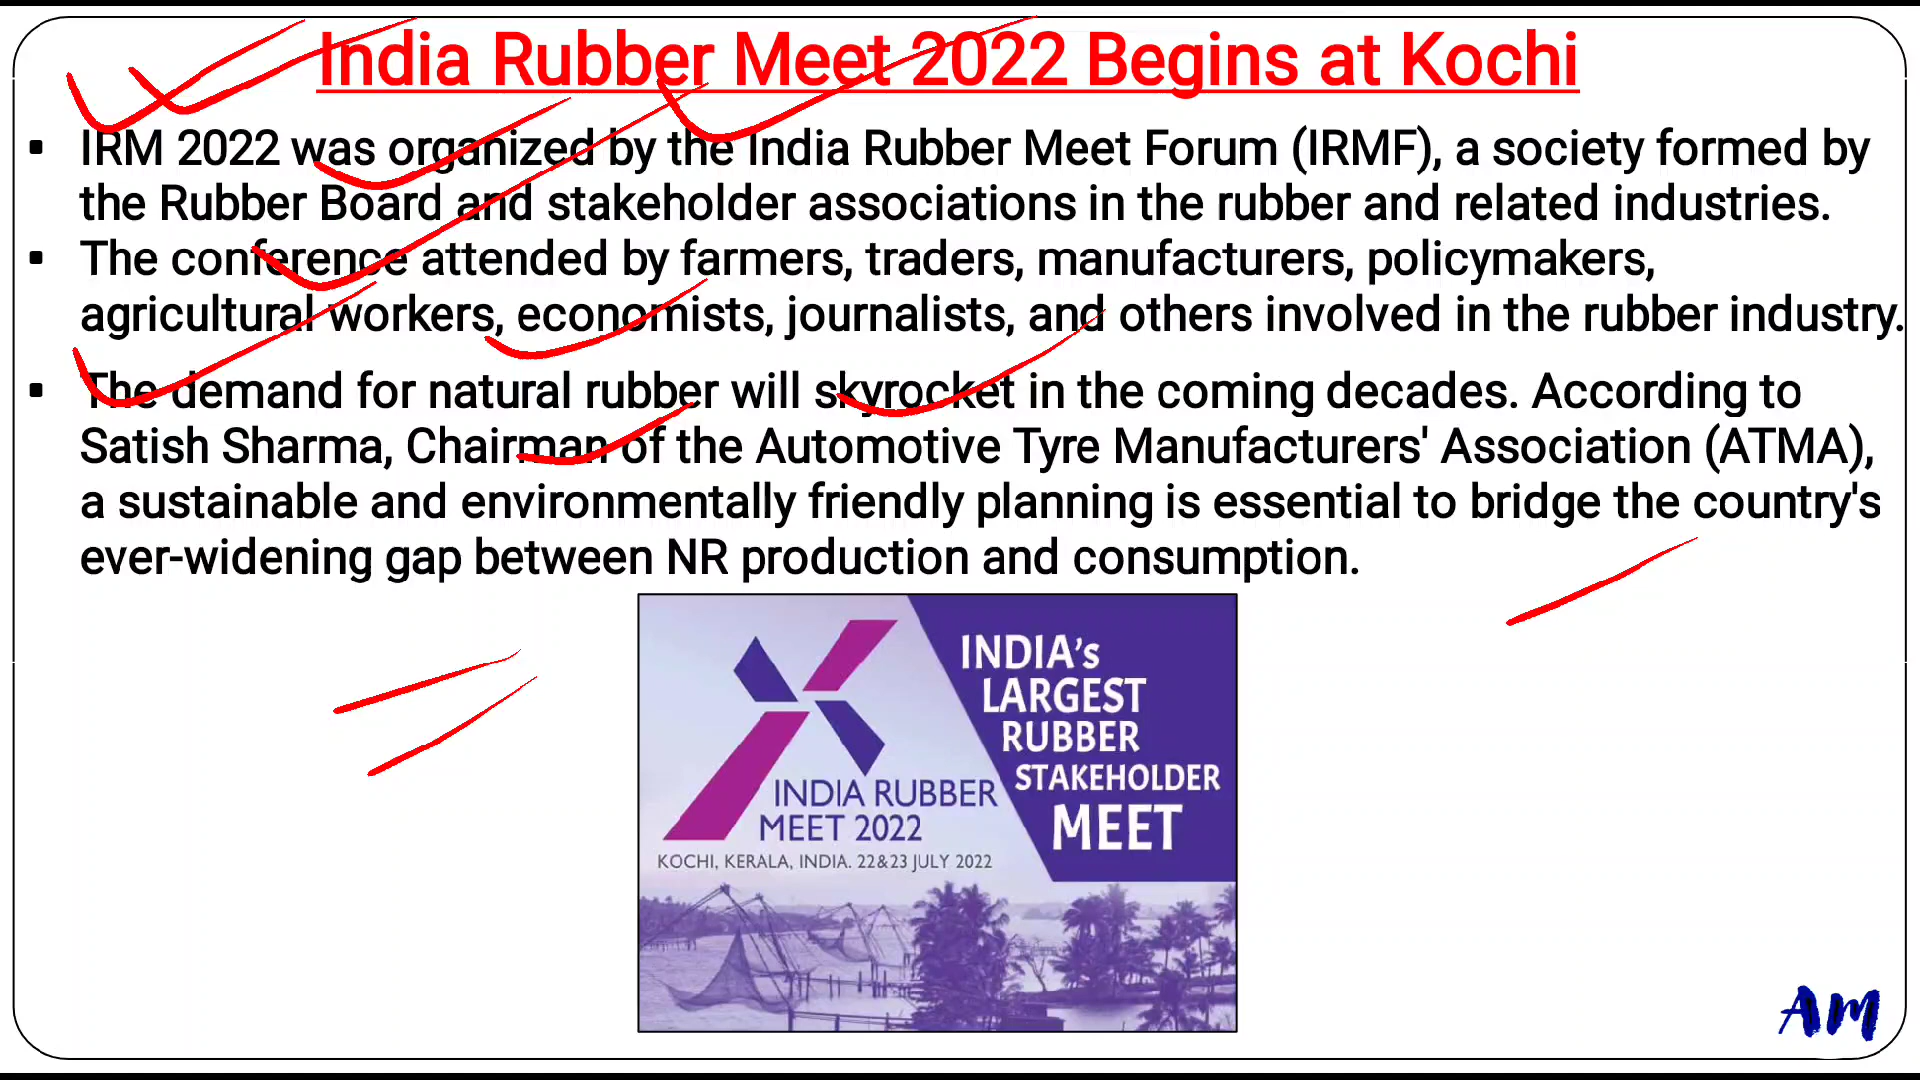 India Rubber Meet 2022 Begins at Kochi
▪ IRM 2022 was organized by the India Rubber Meet Forum (IRMF), a society formed by
the Rubber Board and stakeholder associations in the rubber and related industries.
▪ The conference attended by farmers, traders, manufacturers, policymakers,
agricultural workers, economists, journalists, and others involved in the rubber industry.
▪ The demand for natural rubber will skyrocket in the coming decades. According to
Satish Sharma, Chairman of the Automotive Tyre Manufacturers' Association (ATMA),
a sustainable and environmentally friendly planning is essential to bridge the country's
ever-widening gap between NR production and consumption.
INDIA RUBBER
MEET 2022
KOCHI, KERALA, INDIA. 22&23 JULY 2022
INDIA's
LARGEST
RUBBER
STAKEHOLDER
MEET
AM